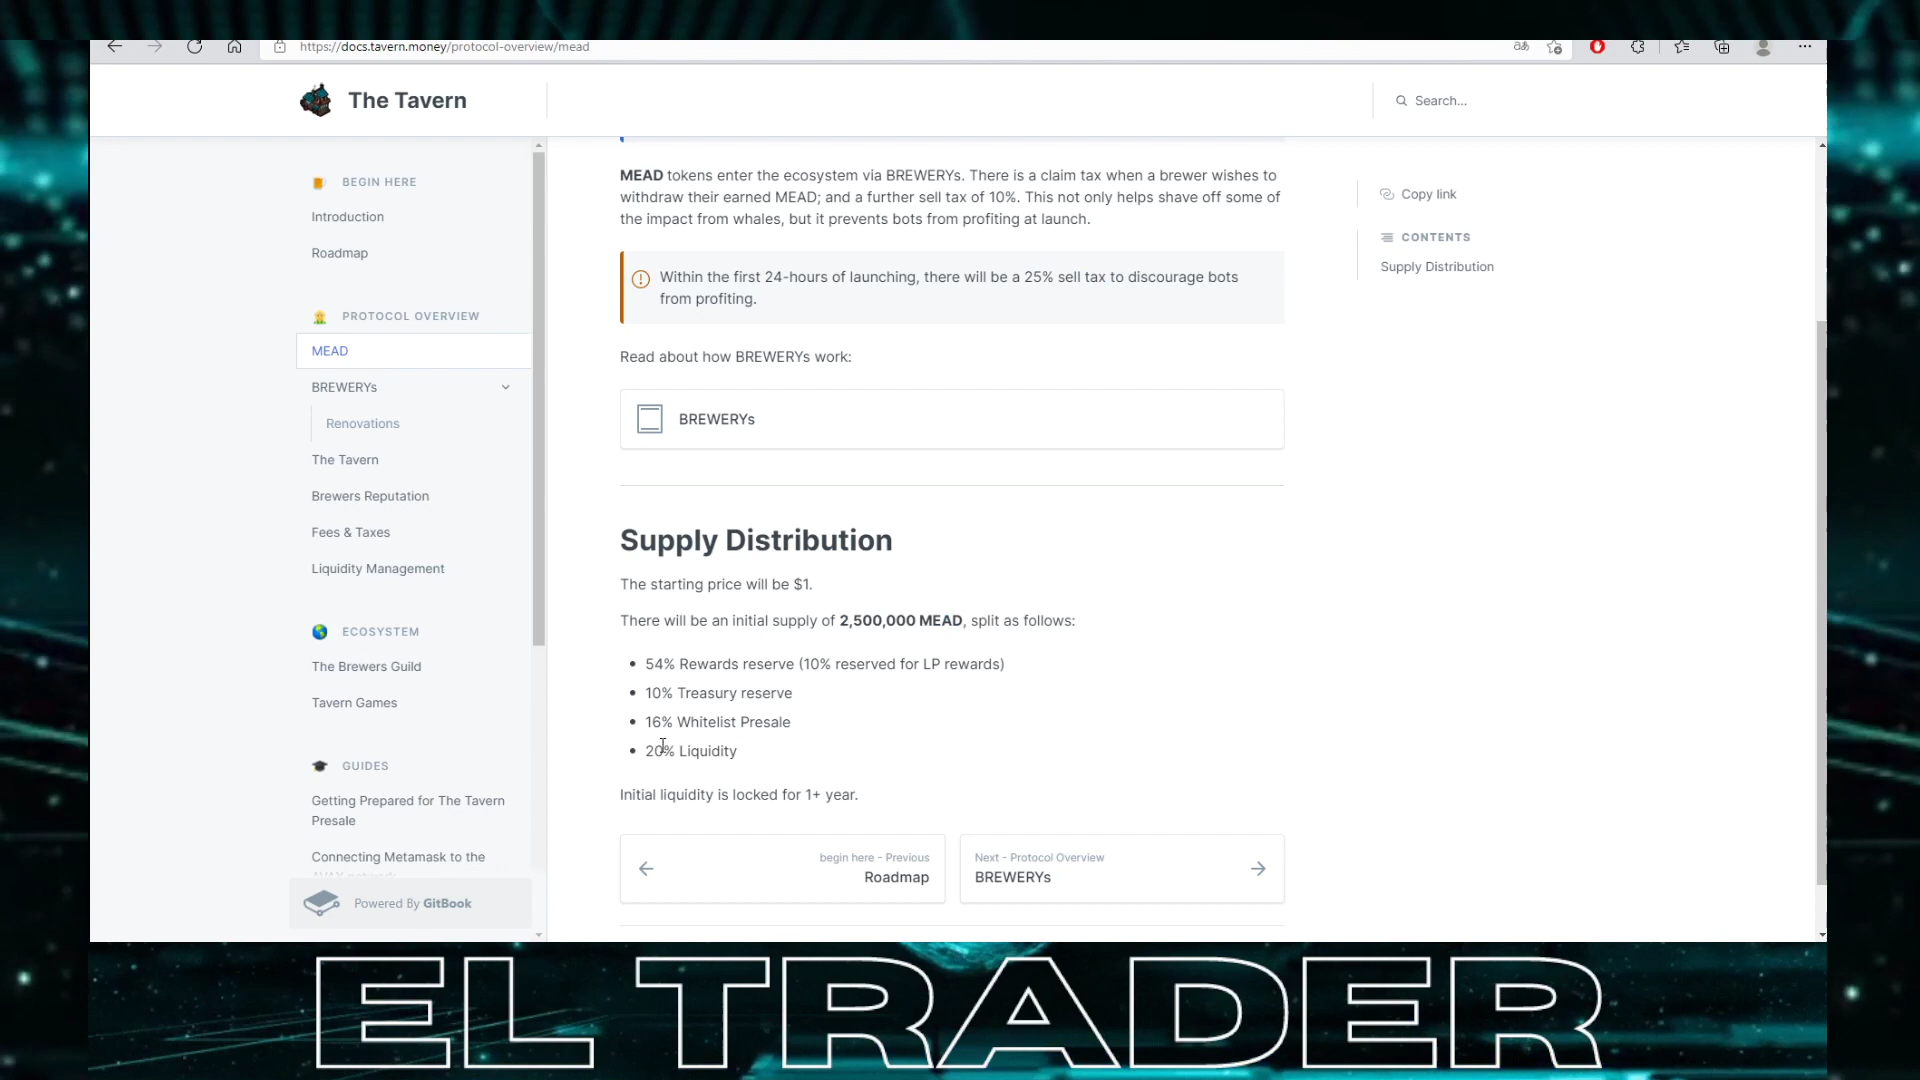 https://docs.tavern.money/protocol-overview/mead
The Tavern
Search...
BEGIN HERE
Introduction
Roadmap
PROTOCOL OVERVIEW
MEAD
BREWERYs
Renovations
The Tavern
Brewers Reputation
Fees & Taxes
Liquidity Management
ECOSYSTEM
The Brewers Guild
Tavern Games
GUIDES
Getting Prepared for The Tavern
Presale
Connecting Metamask to the
AVAX network
Powered By GitBook
MEAD tokens enter the ecosystem via BREWERYs. There is a claim tax when a brewer wishes to
withdraw their earned MEAD; and a further sell tax of 10%. This not only helps shave off some of
the impact from whales, but it prevents bots from profiting at launch.
Within the first 24-hours of launching, there will be a 25% sell tax to discourage bots
from profiting.
Read about how BREWERYs work:
BREWERYs
Supply Distribution
The starting price will be $1.
There will be an initial supply of 2,500,000 MEAD, split as follows:
• 54% Rewards reserve (10% reserved for LP rewards)
• 10% Treasury reserve
• 16% Whitelist Presale
• 20% Liquidity
Initial liquidity is locked for 1+ year.
begin here - Previous
Roadmap
Next - Protocol Overview
BREWERYs
Copy link
CONTENTS
Supply Distribution
EL TRADER